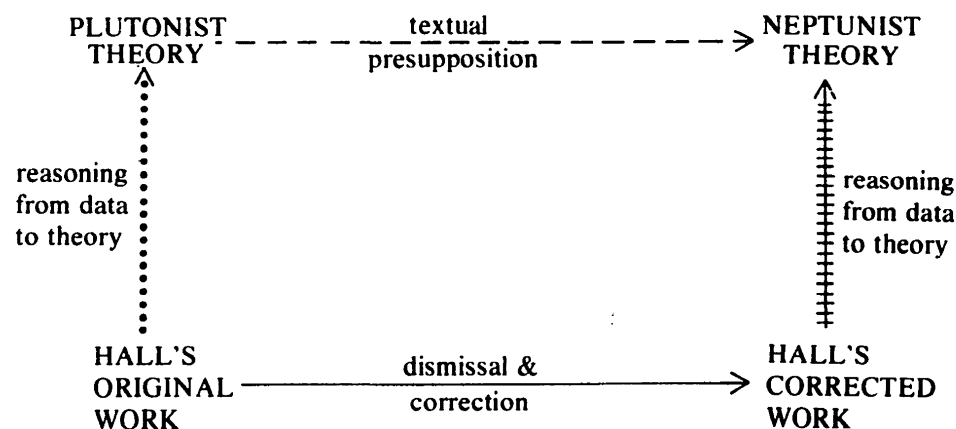 PLUTONIST
THEORY
textual
presupposition
NEPTUNIST
THEORY
reasoning
from data
to theory
reasoning
from data
to theory
HALL'S
ORIGINAL
WORK
dismissal &
correction
HALL'S
CORRECTED
WORK